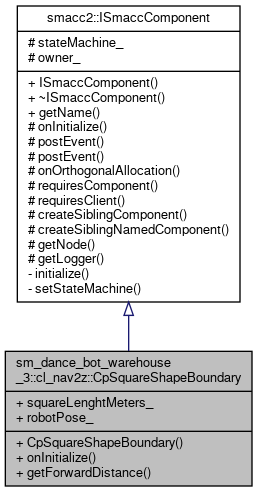 smacc2::ISmaccComponent
# stateMachine_
# owner_
+ ISmaccComponent()
+ ~ISmaccComponent()
+ getName()
# onInitialize()
# postEvent()
# postEvent()
# onOrthogonalAllocation()
# requiresComponent()
# requiresClient()
# createSiblingComponent()
# createSiblingNamedComponent()
# getNode()
# getLogger()
- initialize()
- setStateMachine()
sm_dance_bot_warehouse
_3::cl_nav2z::CpSquareShapeBoundary
+ squareLenghtMeters_
+ robotPose_
+ CpSquareShapeBoundary()
+ onInitialize()
+ getForwardDistance()